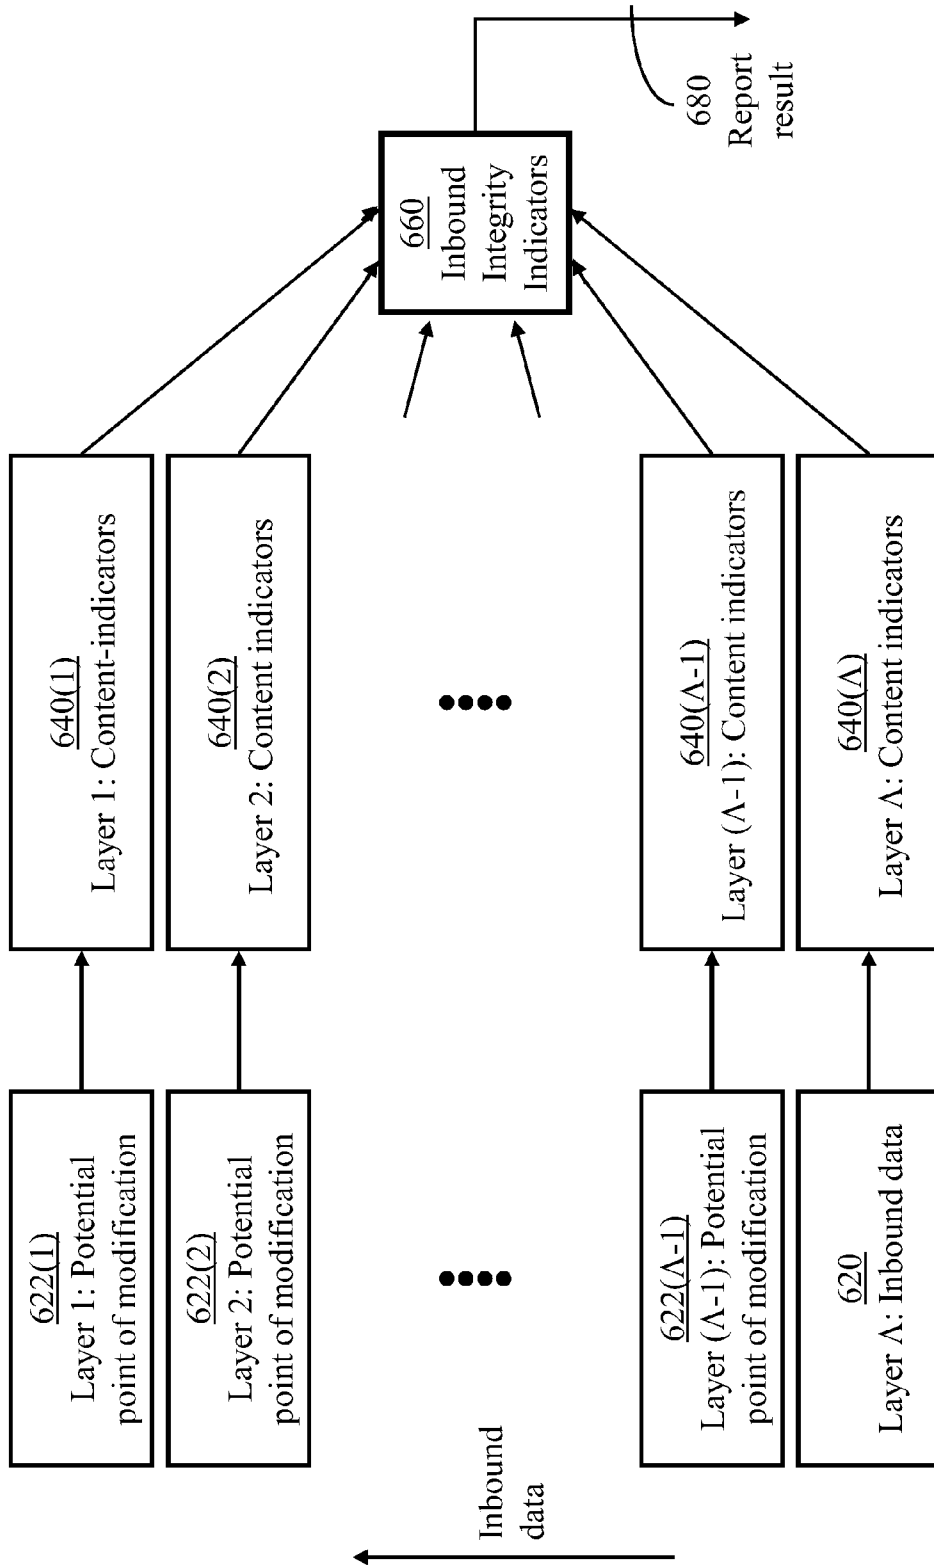 622(1)
Layer 1: Potential
point of modification
640(1)
Layer 1: Content-indicators
622(2)
Layer 2: Potential
point of modification
640(2)
Layer 2: Content indicators
660
Inbound
Integrity
Indicators
680
Report
result
Inbound
data
622(Λ-1)
Layer (Λ-1): Potential
point of modification
640(Λ-1)
Layer (Λ-1): Content indicators
620
Layer Λ: Inbound data
640(Λ)
Layer Λ: Content indicators